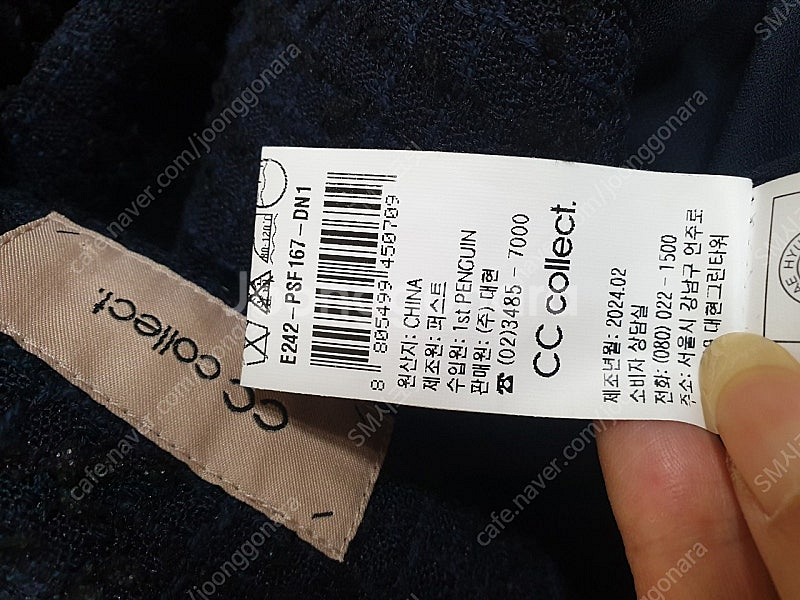 E242-PSF167-DN1
8 805499 450709
원산지: CHINA
제조원: 퍼스트
수입원: 1st PENGUIN
판매원: (주) 대현
☎ (02)3485-7000
CC collect.
제조년월: 2024.02
소비자 상담실
전화: (080) 022-1500
주소: 서울시 강남구 언주로
대현그린타워
CC collect.
Joonggonara
cafe.naver.com/joonggonara